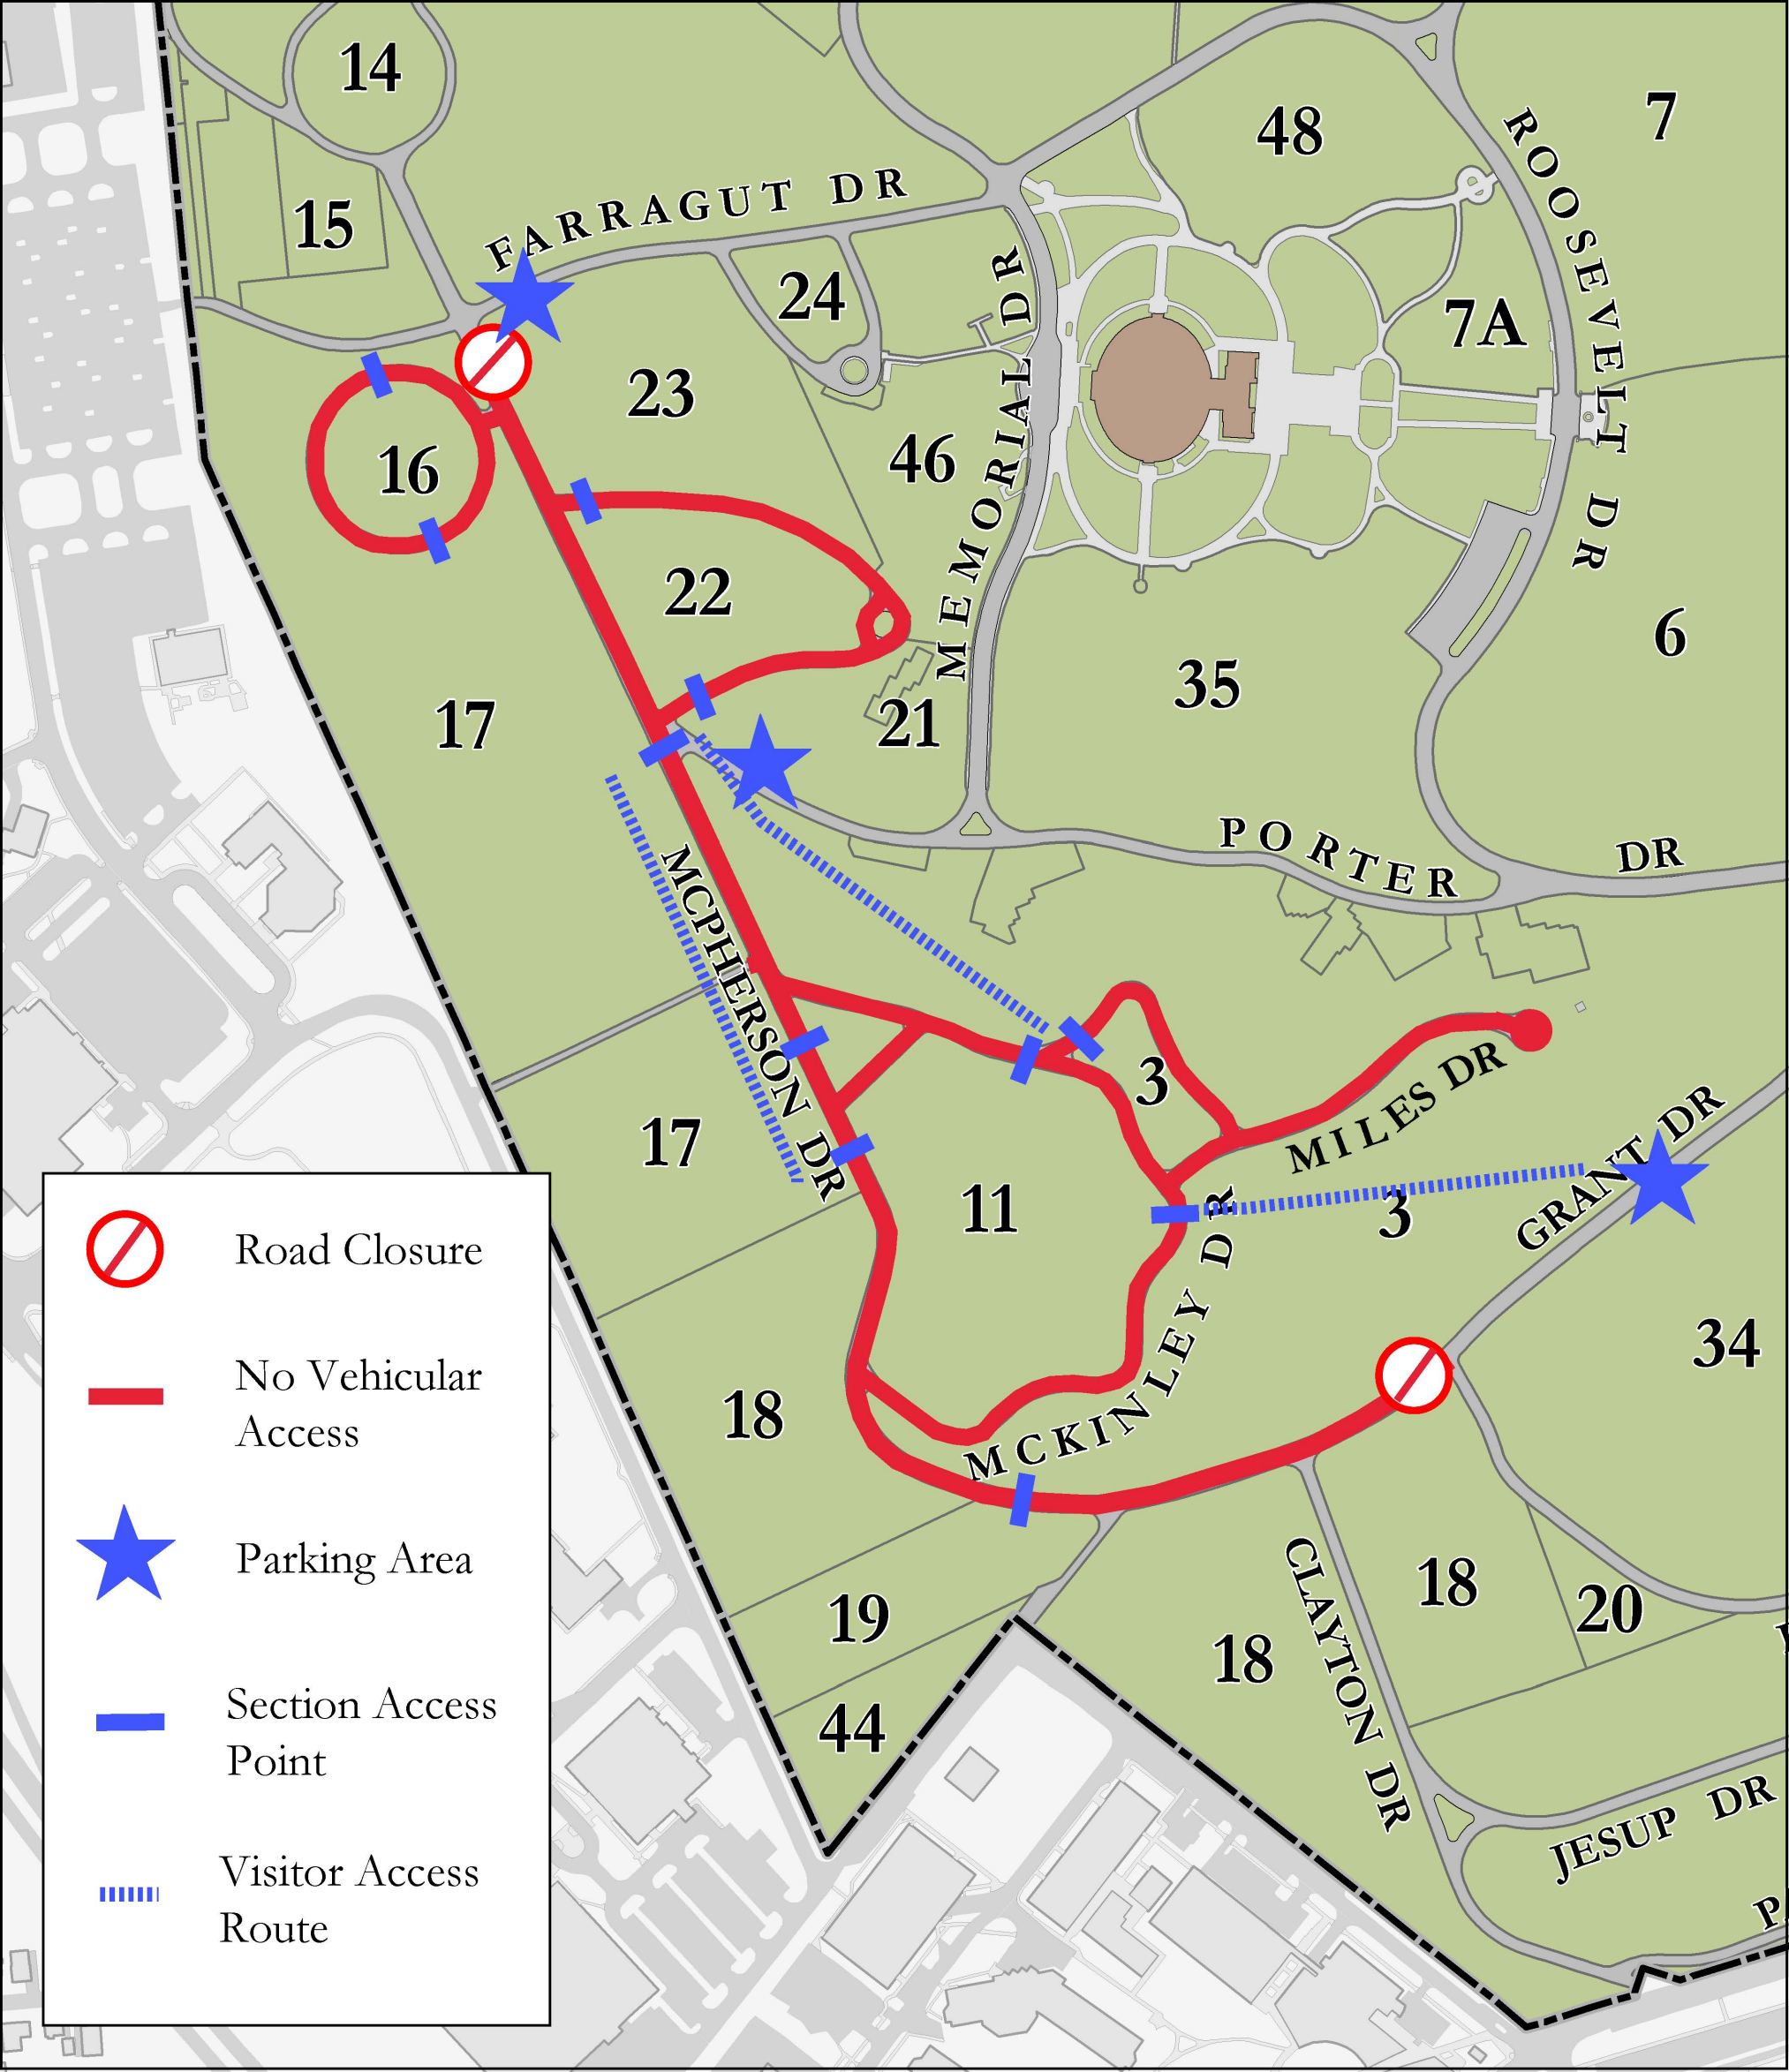 14
48
7
ROOSEVELT DR
15
FARRAGUT DR
24
7A
23
MEMORIAL DR
46
16
22
6
35
17
21
PORTER DR
MCPHERSON DR
3
MILES DR
GRANT DR
17
11
3
MCKINLEY DR
34
18
18
20
19
18
CLAYTON DR
44
JESUP DR
Road Closure
No Vehicular
Access
Parking Area
Section Access
Point
Visitor Access
Route